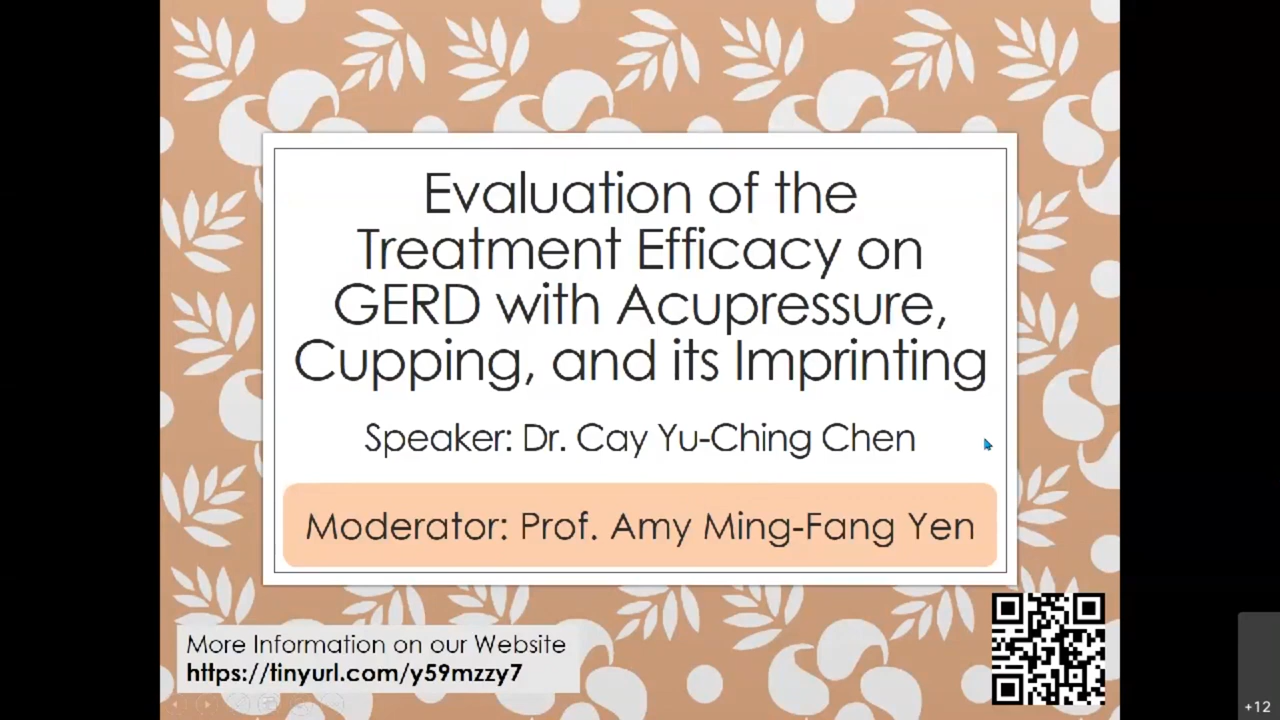 Evaluation of the
Treatment Efficacy on
GERD with Acupressure,
Cupping, and its Imprinting
Speaker: Dr. Cay Yu-Ching Chen
Moderator: Prof. Amy Ming-Fang Yen
More Information on our Website
https://tinyurl.com/y59mzzy7
+12